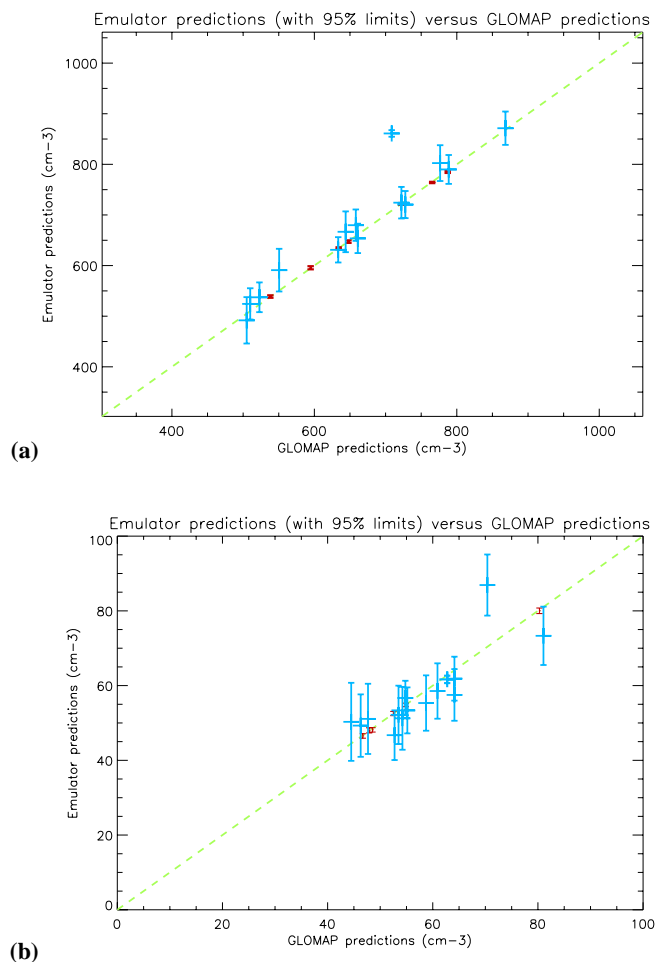 Emulator predictions (with 95% limits) versus GLOMAP predictions
Emulator predictions (cm-3)
1000
800
600
400
400
600
800
1000
GLOMAP predictions (cm-3)
(a)
Emulator predictions (with 95% limits) versus GLOMAP predictions
Emulator predictions (cm-3)
100
80
60
40
20
0
0
20
40
60
80
100
GLOMAP predictions (cm-3)
(b)